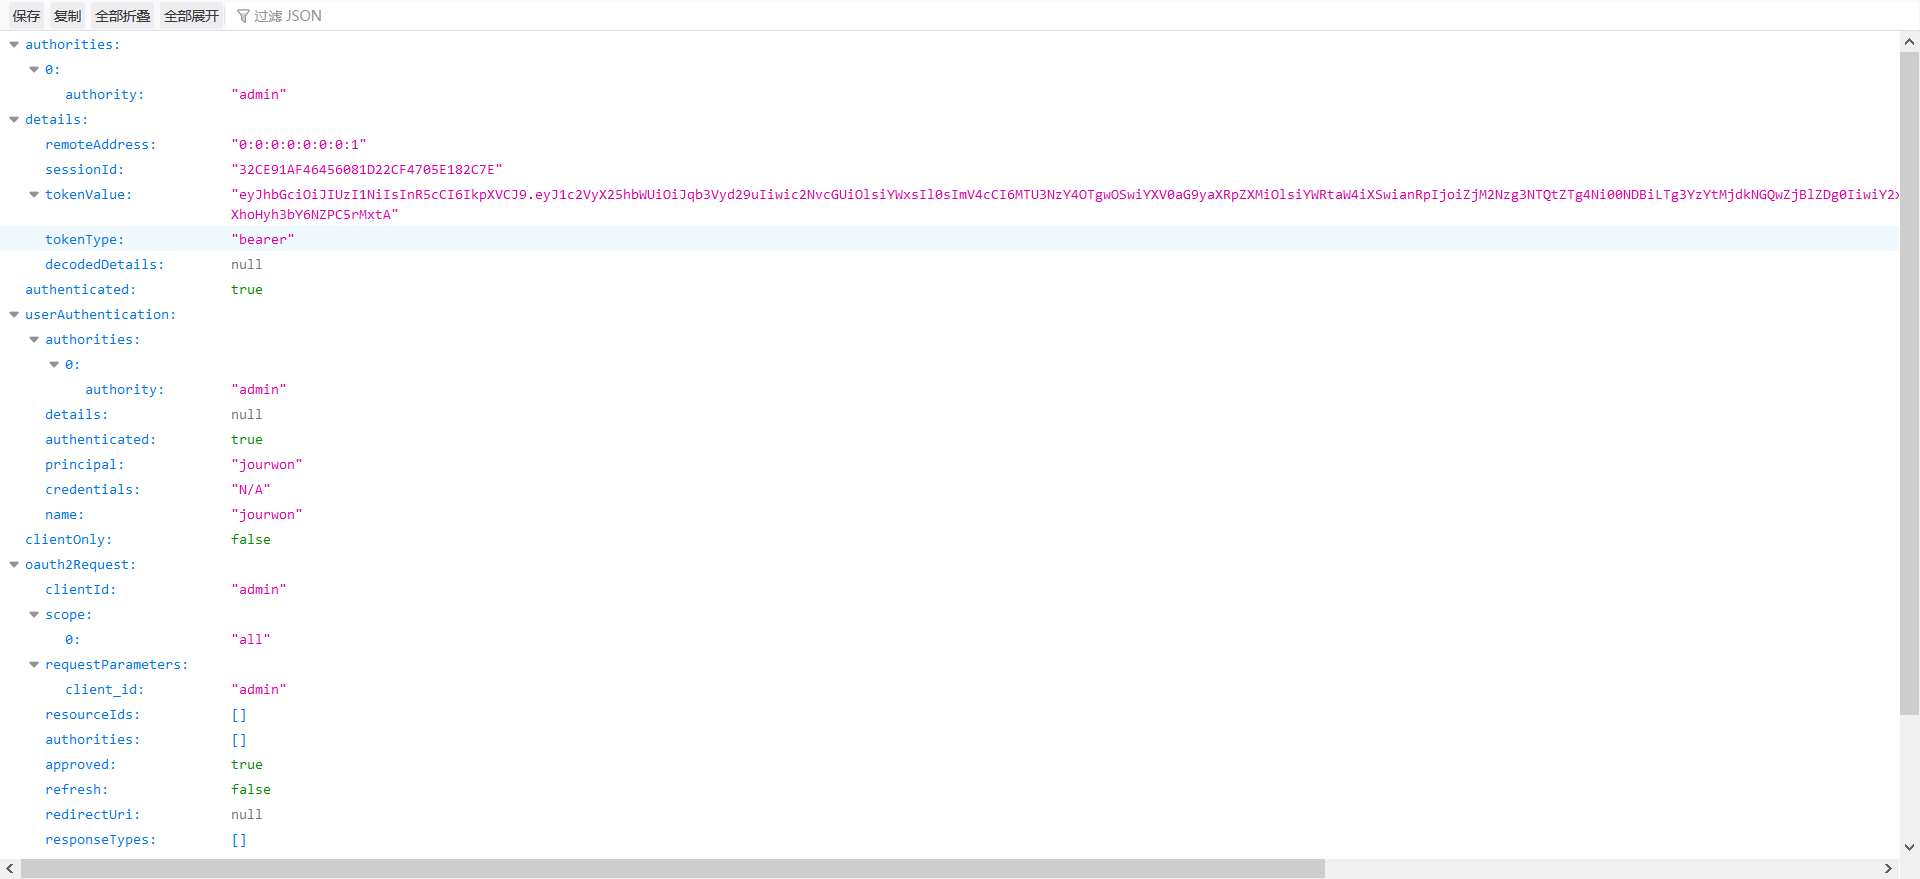 保存 复制 全部折叠 全部展开 过滤 JSON
authorities:
0:
authority: "admin"
details:
remoteAddress: "0:0:0:0:0:0:0:1"
sessionId: "32CE91AF46456081D22CF4705E182C7E"
tokenValue: "eyJhbGciOiJIUzI1NiIsInR5cCI6IkpXVCJ9.eyJ1c2VyX25hbWUiOiJqb3Vyd29uIiwic2NvcGUiOlsiYWxsIl0sImV4cCI6MTU3NzY4OTgwOSwiYXV0aG9yaXRpZXMiOlsiYWRtaW4iXSwianRpIjoiZjM2Nzg3NTQtZTg4Ni00NDBiLTg3YzYtMjdkNGQwZjBlZDg0IiwiY2x
XhoHyh3bY6NZPC5rMxtA"
tokenType: "bearer"
decodedDetails: null
authenticated: true
userAuthentication:
authorities:
0:
authority: "admin"
details: null
authenticated: true
principal: "jourwon"
credentials: "N/A"
name: "jourwon"
clientOnly: false
oauth2Request:
clientId: "admin"
scope:
0: "all"
requestParameters:
client_id: "admin"
resourceIds: []
authorities: []
approved: true
refresh: false
redirectUri: null
responseTypes: []